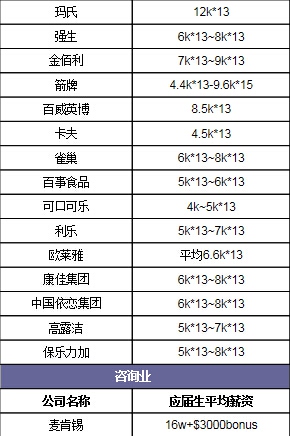 玛氏 12k*13
强生 6k*13~8k*13
金佰利 7k*13~9k*13
箭牌 4.4k*13-9.6k*15
百威英博 8.5k*13
卡夫 4.5k*13
雀巢 6k*13~8k*13
百事食品 5k*13~6k*13
可口可乐 4k~5k*13
利乐 5k*13~7k*13
欧莱雅 平均6.6k*13
康佳集团 6k*13~8k*13
中国依恋集团 6k*13~8k*13
高露洁 5k*13~7k*13
保乐力加 5k*13~8k*13
咨询业
公司名称 应届生平均薪资
麦肯锡 16w+$3000bonus